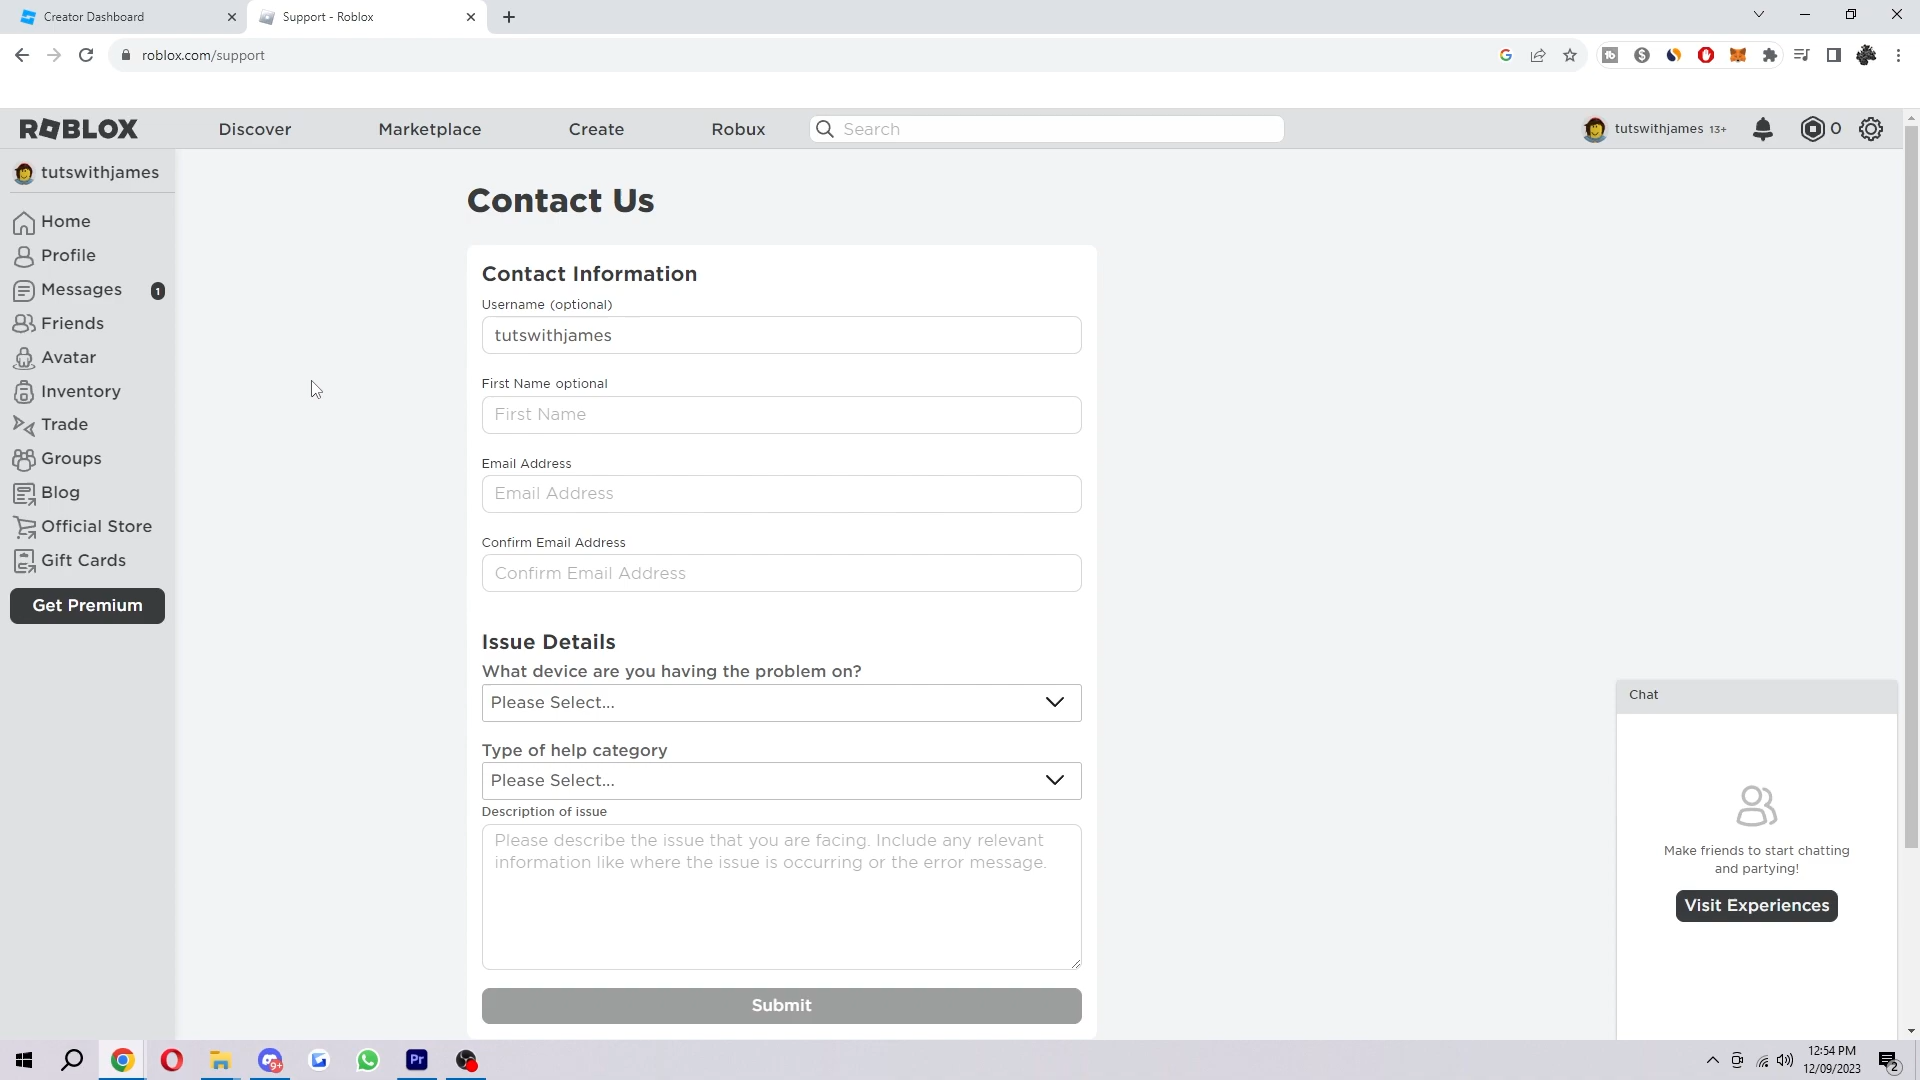 Creator Dashboard
Support - Roblox
roblox.com/support
ROBLOX
Discover
Marketplace
Create
Robux
Search
tutswithjames 13+
0
tutswithjames
Home
Profile
Messages
1
Friends
Avatar
Inventory
Trade
Groups
Blog
Official Store
Gift Cards
Get Premium
Contact Us
Contact Information
Username (optional)
tutswithjames
First Name optional
First Name
Email Address
Email Address
Confirm Email Address
Confirm Email Address
Issue Details
What device are you having the problem on?
Please Select...
Type of help category
Please Select...
Description of issue
Please describe the issue that you are facing. Include any relevant
information like where the issue is occurring or the error message.
Submit
Chat
Make friends to start chatting
and partying!
Visit Experiences
9+
Pr
12:54 PM
12/09/2023
2